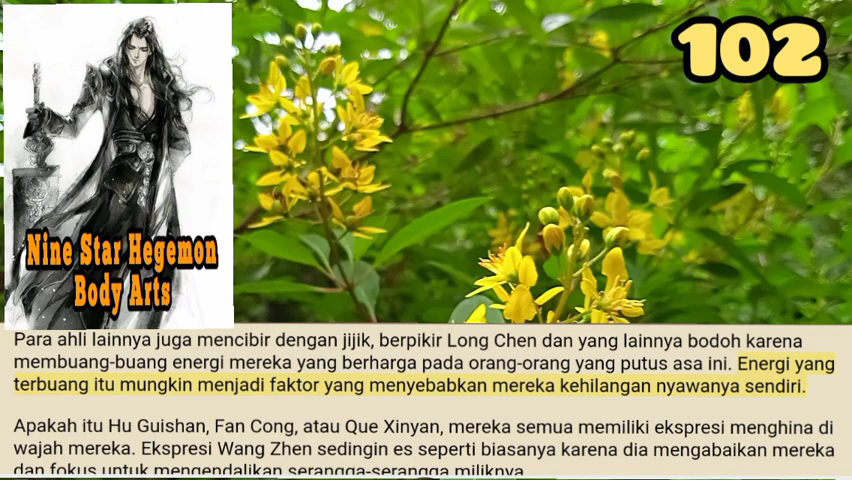 102
Nine Star Hegemon
Body Arts
Para ahli lainnya juga mencibir dengan jijik, berpikir Long Chen dan yang lainnya bodoh karena
membuang-buang energi mereka yang berharga pada orang-orang yang putus asa ini. Energi yang
terbuang itu mungkin menjadi faktor yang menyebabkan mereka kehilangan nyawanya sendiri.
Apakah itu Hu Guishan, Fan Cong, atau Que Xinyan, mereka semua memiliki ekspresi menghina di
wajah mereka. Ekspresi Wang Zhen sedingin es seperti biasanya karena dia mengabaikan mereka
dan fokus untuk mengendalikan serangga-serangga miliknya